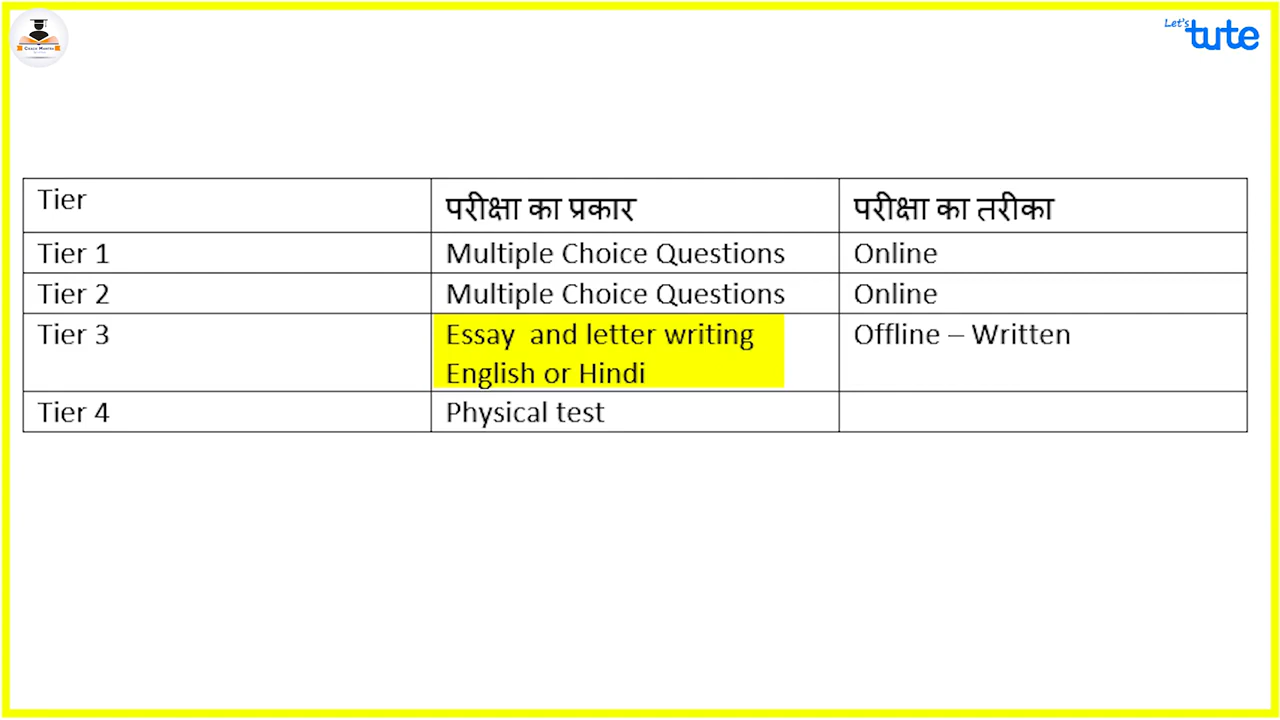 Let's
tute
Tier परीक्षा का प्रकार परीक्षा का तरीका
Tier 1 Multiple Choice Questions Online
Tier 2 Multiple Choice Questions Online
Tier 3 Essay and letter writing Offline – Written
English or Hindi
Tier 4 Physical test